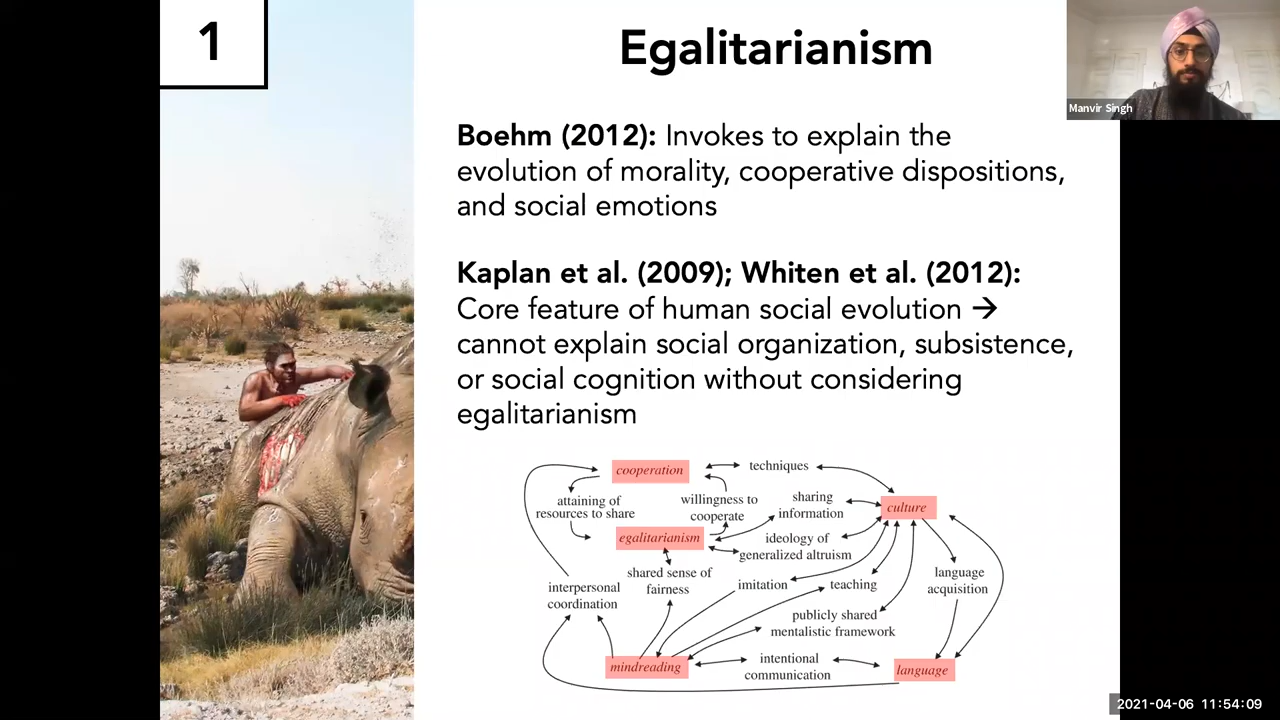 1
Egalitarianism
Manvir Singh
Boehm (2012): Invokes to explain the
evolution of morality, cooperative dispositions,
and social emotions
Kaplan et al. (2009); Whiten et al. (2012):
Core feature of human social evolution →
cannot explain social organization, subsistence,
or social cognition without considering
egalitarianism
cooperation
techniques
attaining of
resources to share
willingness to
cooperate
sharing
information
culture
egalitarianism
ideology of
generalized altruism
shared sense of
fairness
imitation
teaching
language
acquisition
interpersonal
coordination
publicly shared
mentalistic framework
mindreading
intentional
communication
language
2021-04-06 11:54:09